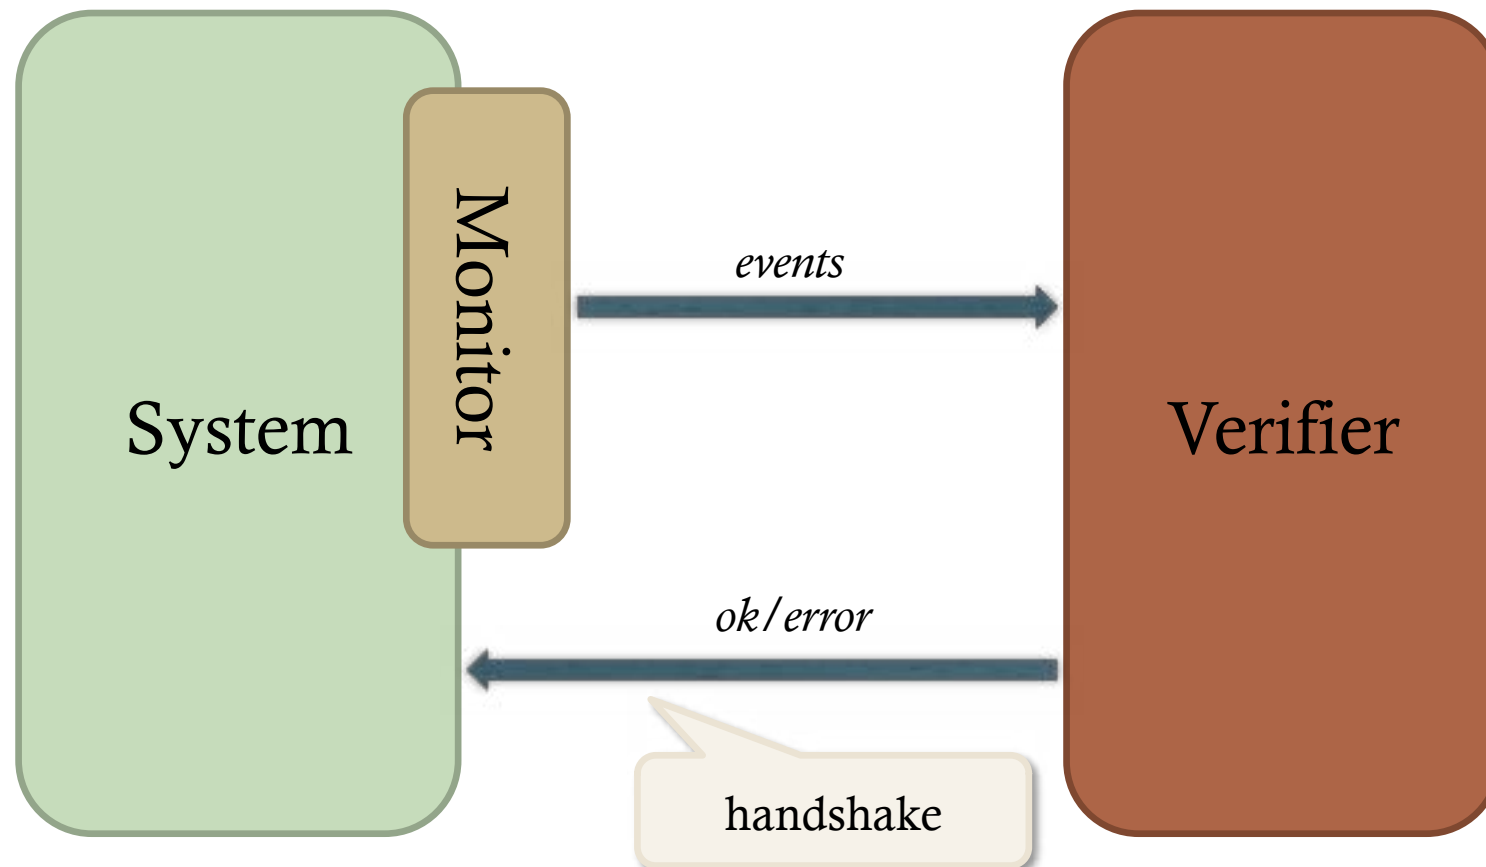 System
Monitor
events
ok/error
handshake
Verifier